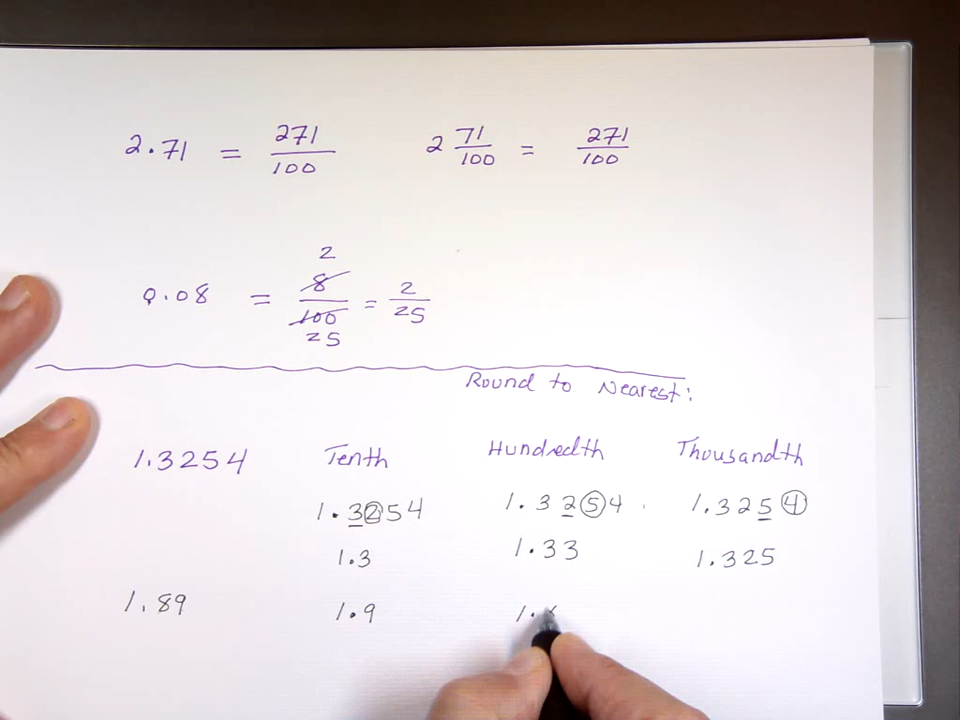 2.71 = 271/100    2 71/100 = 271/100
2
0.08 = 8/100 = 2/25
25
Round to Nearest:
1.3254 Tenth Hundredth Thousandth
1.3254 1.3254 1.3254
1.3 1.33 1.325
1.89 1.9 1.